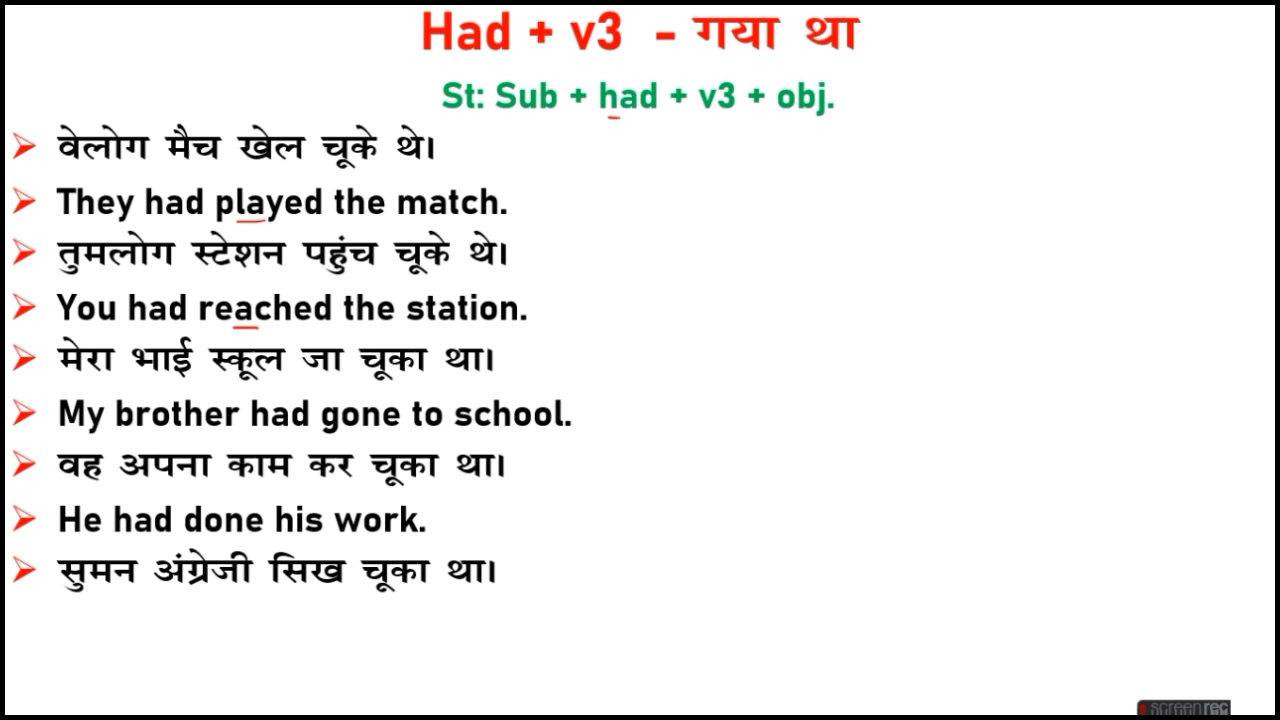 Had + v3 - गया था
St: Sub + had + v3 + obj.
➢ वेलोग मैच खेल चूके थे।
➢ They had played the match.
➢ तुमलोग स्टेशन पहुंच चूके थे।
➢ You had reached the station.
➢ मेरा भाई स्कूल जा चूका था।
➢ My brother had gone to school.
➢ वह अपना काम कर चूका था।
➢ He had done his work.
➢ सुमन अंग्रेजी सिख चूका था।
screenrec